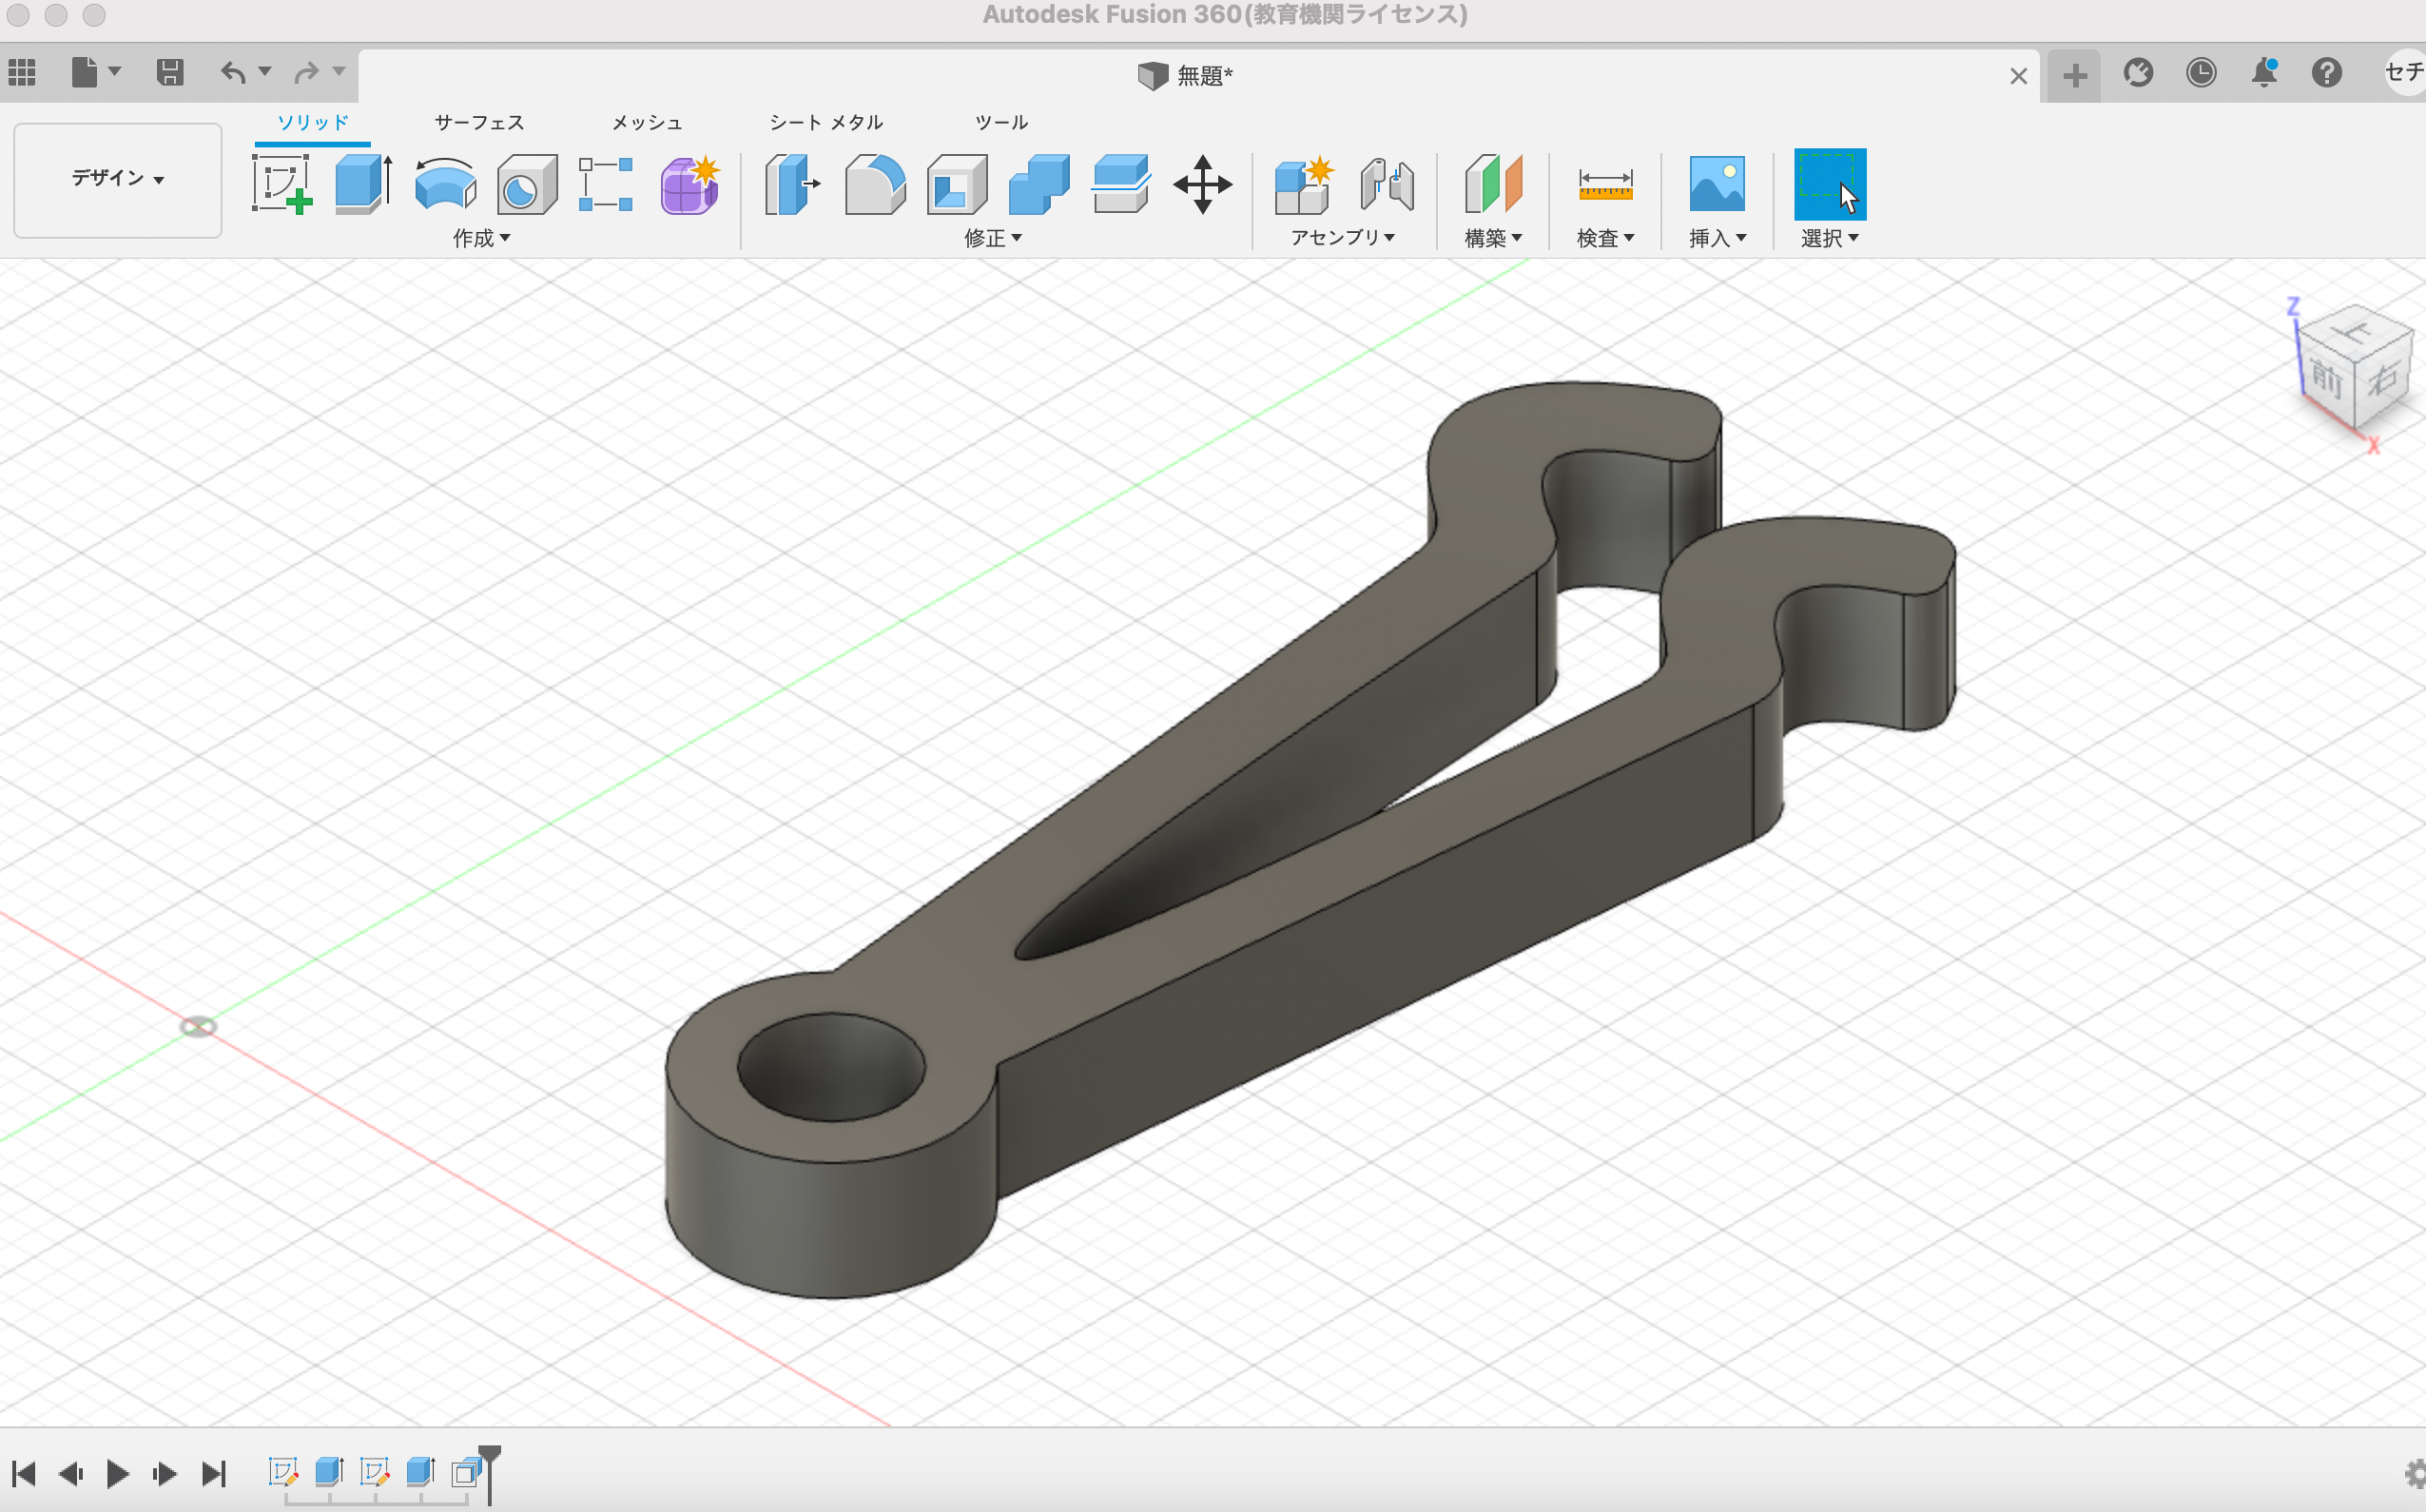 Autodesk Fusion 360(教育機関ライセンス)
無題*
セチ
ソリッド サーフェス メッシュ シート メタル ツール
デザイン
作成 修正 アセンブリ 構築 検査 挿入 選択
Z
上
前 右
X